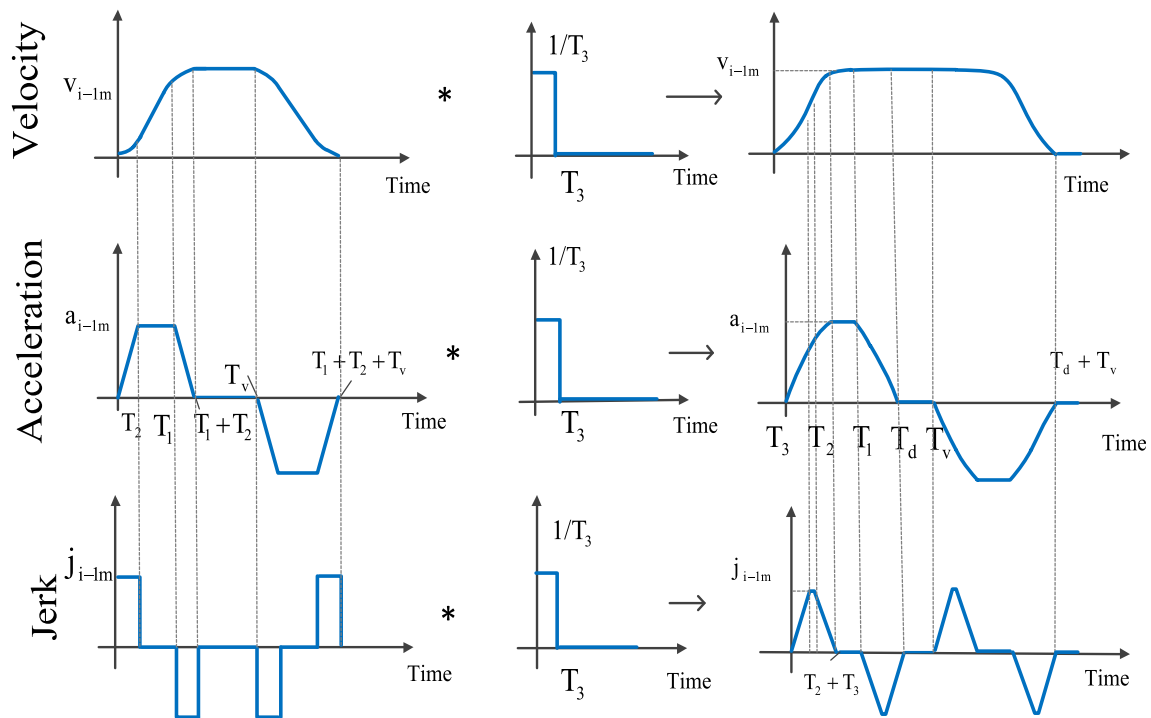 Velocity
v_{i-1m}
Time
*
1/T_3
T_3
Time
v_{i-1m}
Time
Acceleration
a_{i-1m}
T_2
T_1
T_1 + T_2
T_v
T_1 + T_2 + T_v
Time
*
1/T_3
T_3
Time
a_{i-1m}
T_3
T_2
T_1
T_d
T_v
T_d + T_v
Time
Jerk
j_{i-1m}
Time
*
1/T_3
T_3
Time
j_{i-1m}
T_2 + T_3
Time